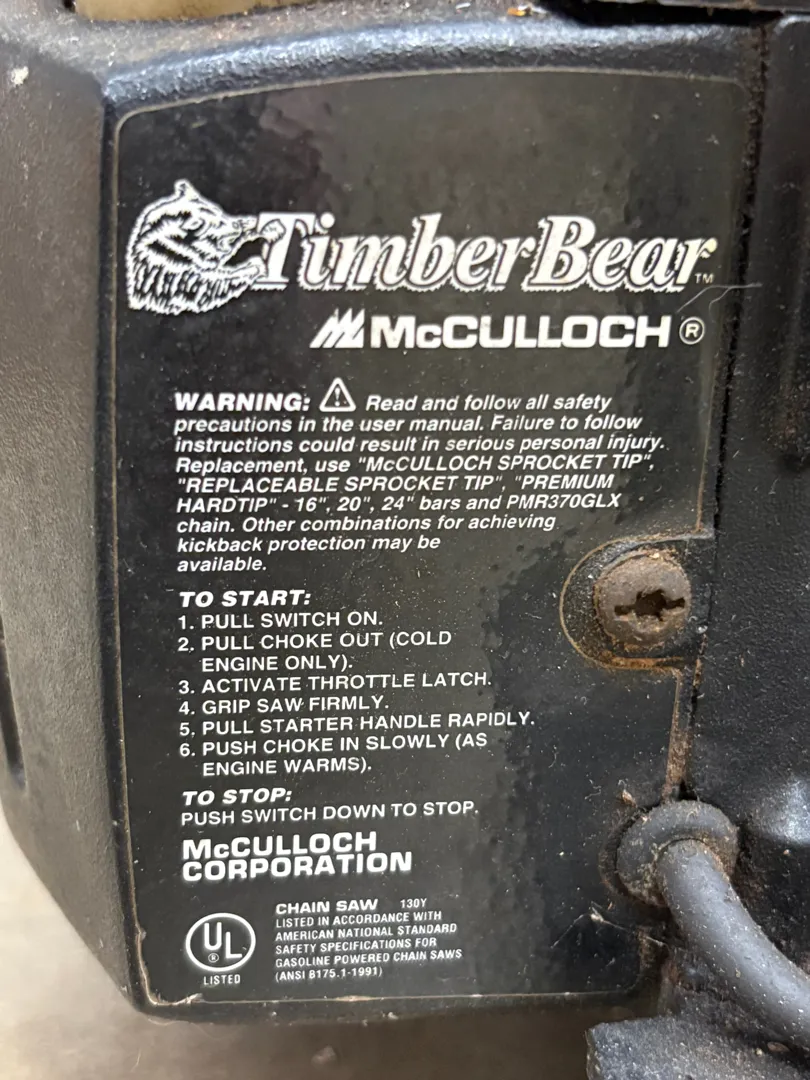 TimberBear™
McCULLOCH®
WARNING: ⚠ Read and follow all safety
precautions in the user manual. Failure to follow
instructions could result in serious personal injury.
Replacement, use "McCULLOCH SPROCKET TIP",
"REPLACEABLE SPROCKET TIP", "PREMIUM
HARDTIP" - 16", 20", 24" bars and PMR370GLX
chain. Other combinations for achieving
kickback protection may be
available.
TO START:
1. PULL SWITCH ON.
2. PULL CHOKE OUT (COLD
ENGINE ONLY).
3. ACTIVATE THROTTLE LATCH.
4. GRIP SAW FIRMLY.
5. PULL STARTER HANDLE RAPIDLY.
6. PUSH CHOKE IN SLOWLY (AS
ENGINE WARMS).
TO STOP:
PUSH SWITCH DOWN TO STOP.
McCULLOCH
CORPORATION
UL®
LISTED
CHAIN SAW 130Y
LISTED IN ACCORDANCE WITH
AMERICAN NATIONAL STANDARD
SAFETY SPECIFICATIONS FOR
GASOLINE POWERED CHAIN SAWS
(ANSI B175.1-1991)